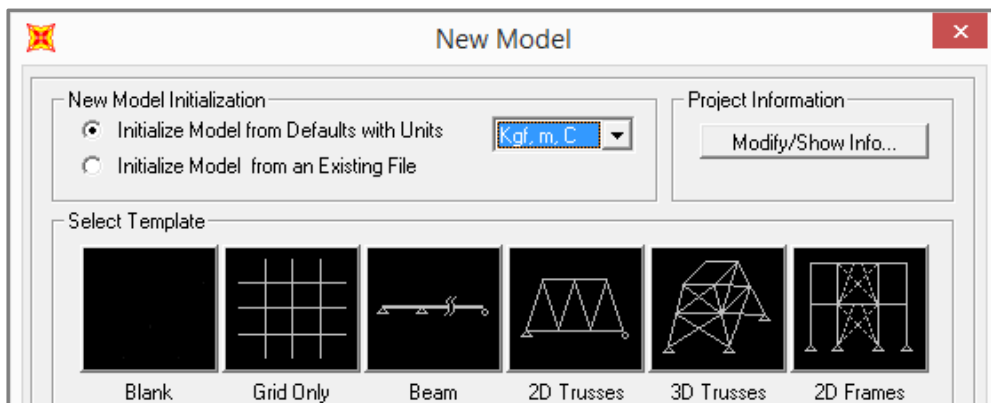 New Model
New Model Initialization
Initialize Model from Defaults with Units
Kgf, m, C
Initialize Model from an Existing File
Project Information
Modify/Show Info...
Select Template
Blank
Grid Only
Beam
2D Trusses
3D Trusses
2D Frames